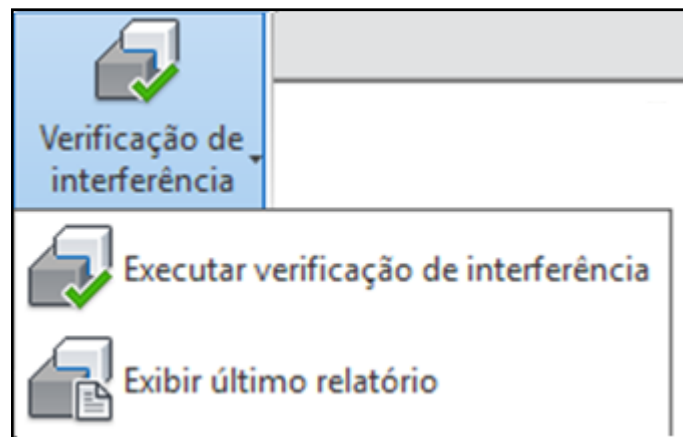 Verificação de
interferência
Executar verificação de interferência
Exibir último relatório